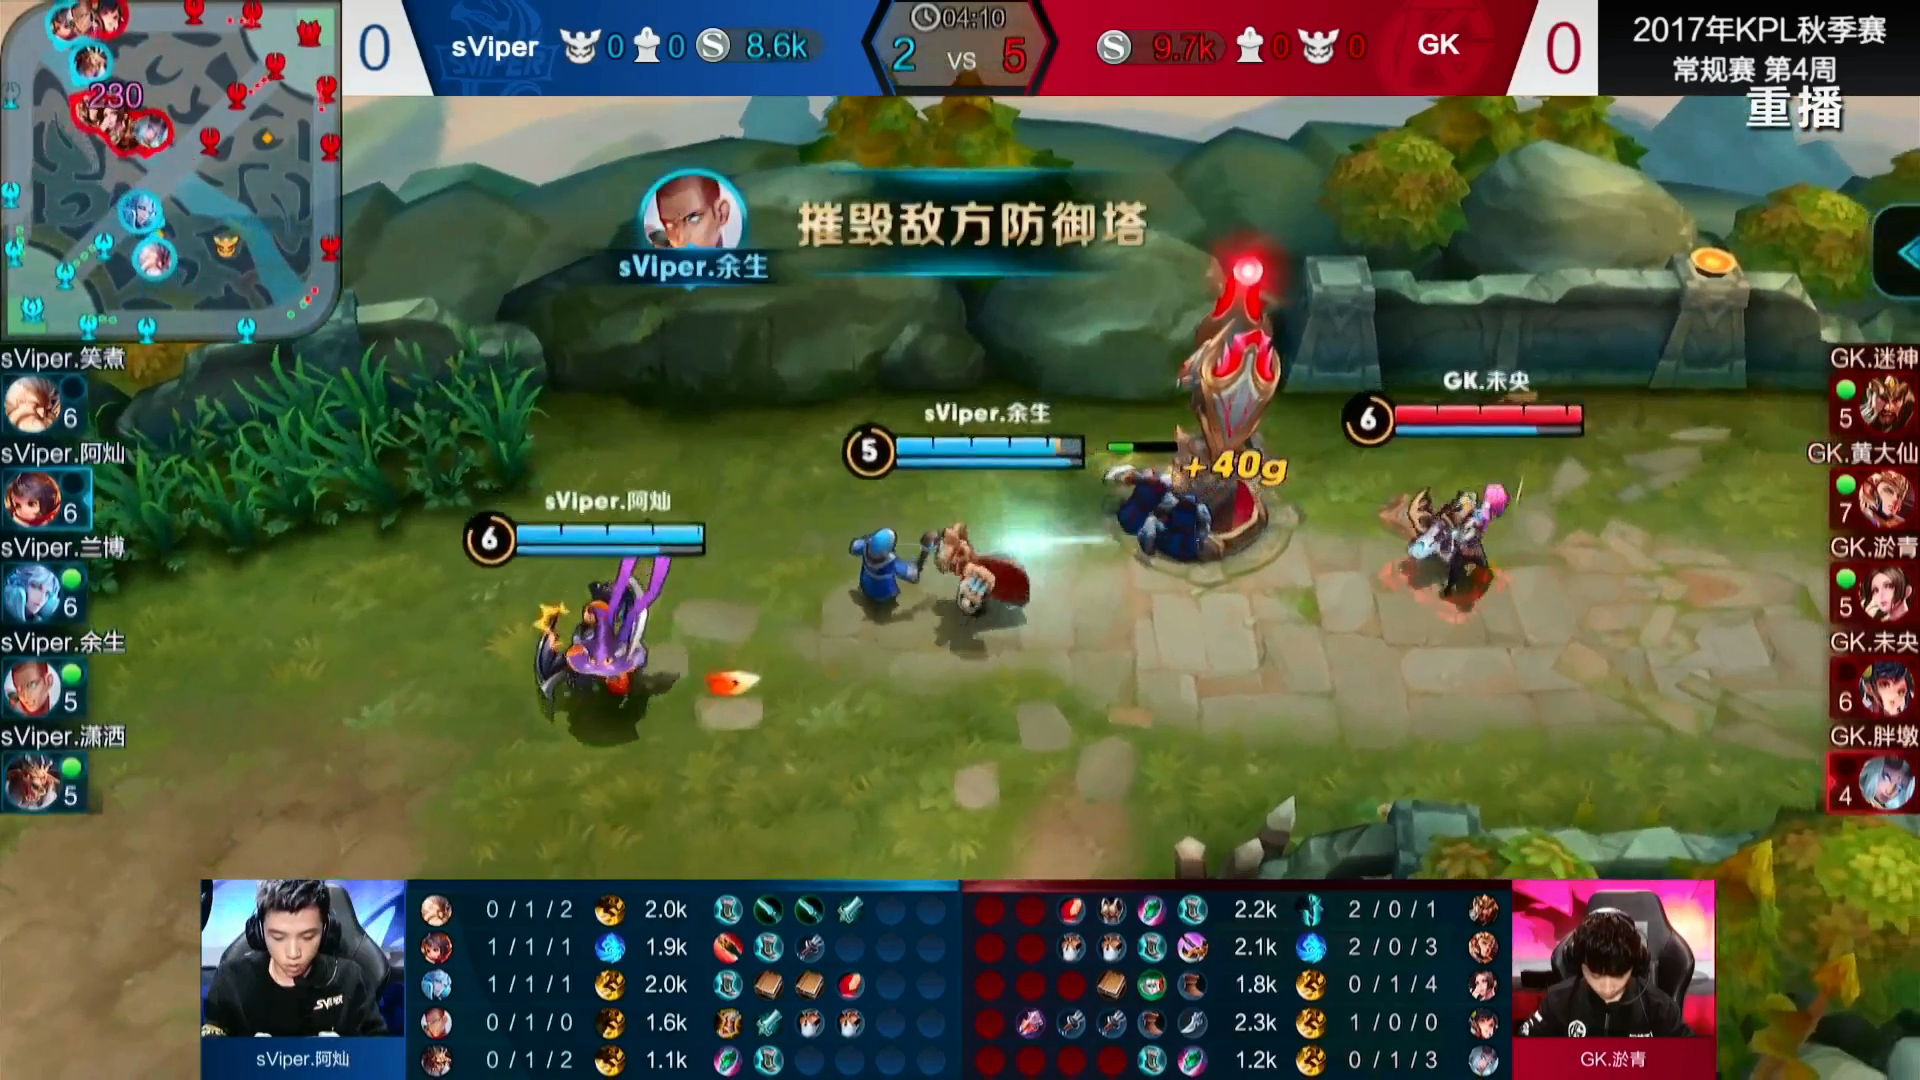 0 sViper 0 0 S 8.6k 04:10 2 VS 5 S 9.7k 0 0 GK 0
2017年KPL秋季赛
常规赛 第4周
重播
230
摧毁敌方防御塔
sViper.余生
sViper.笑煮
6
sViper.阿灿
6
sViper.兰博
6
sViper.余生
5
sViper.潇洒
5
GK.迷神
5
GK.黄大仙
7
GK.淤青
5
GK.未央
6
GK.胖墩
4
GK.未央
6
sViper.余生
5
+40g
sViper.阿灿
6
0 / 1 / 2 2.0k 2.2k 2 / 0 / 1
1 / 1 / 1 1.9k 2.1k 2 / 0 / 3
1 / 1 / 1 2.0k 1.8k 0 / 1 / 4
0 / 1 / 0 1.6k 2.3k 1 / 0 / 0
0 / 1 / 2 1.1k 1.2k 0 / 1 / 3
sViper.阿灿
GK.淤青